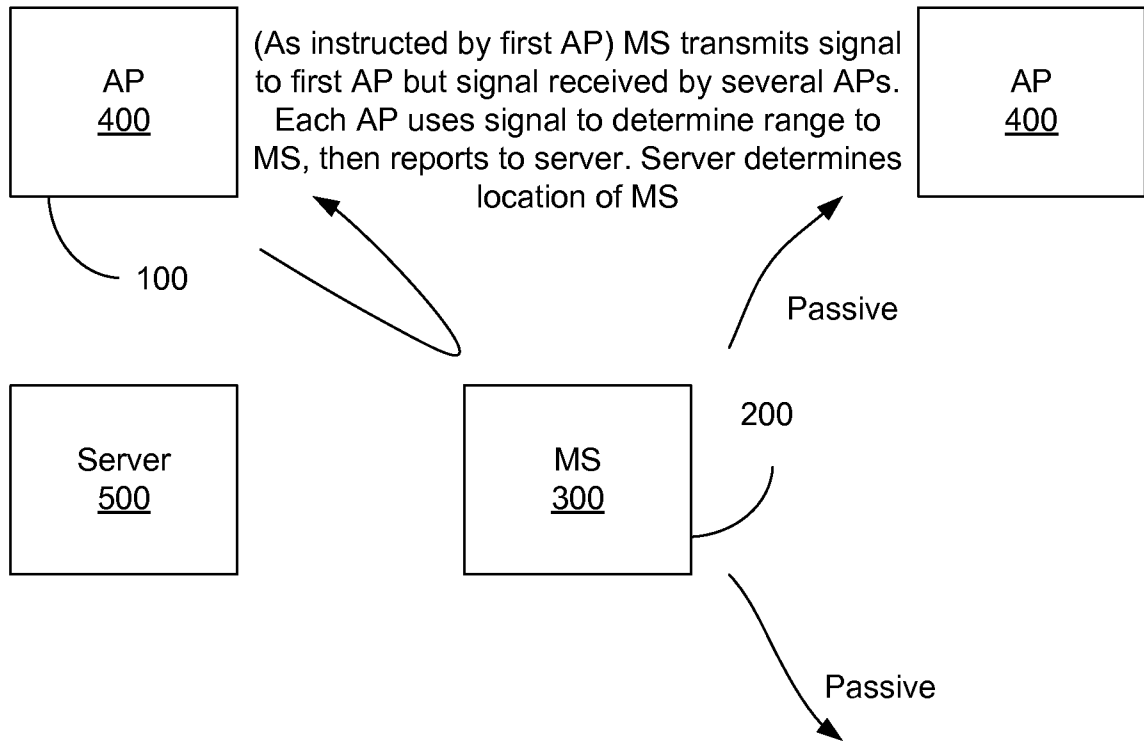 AP
400
(As instructed by first AP) MS transmits signal
to first AP but signal received by several APs.
Each AP uses signal to determine range to
MS, then reports to server. Server determines
location of MS
AP
400
100
Passive
Server
500
MS
300
200
Passive